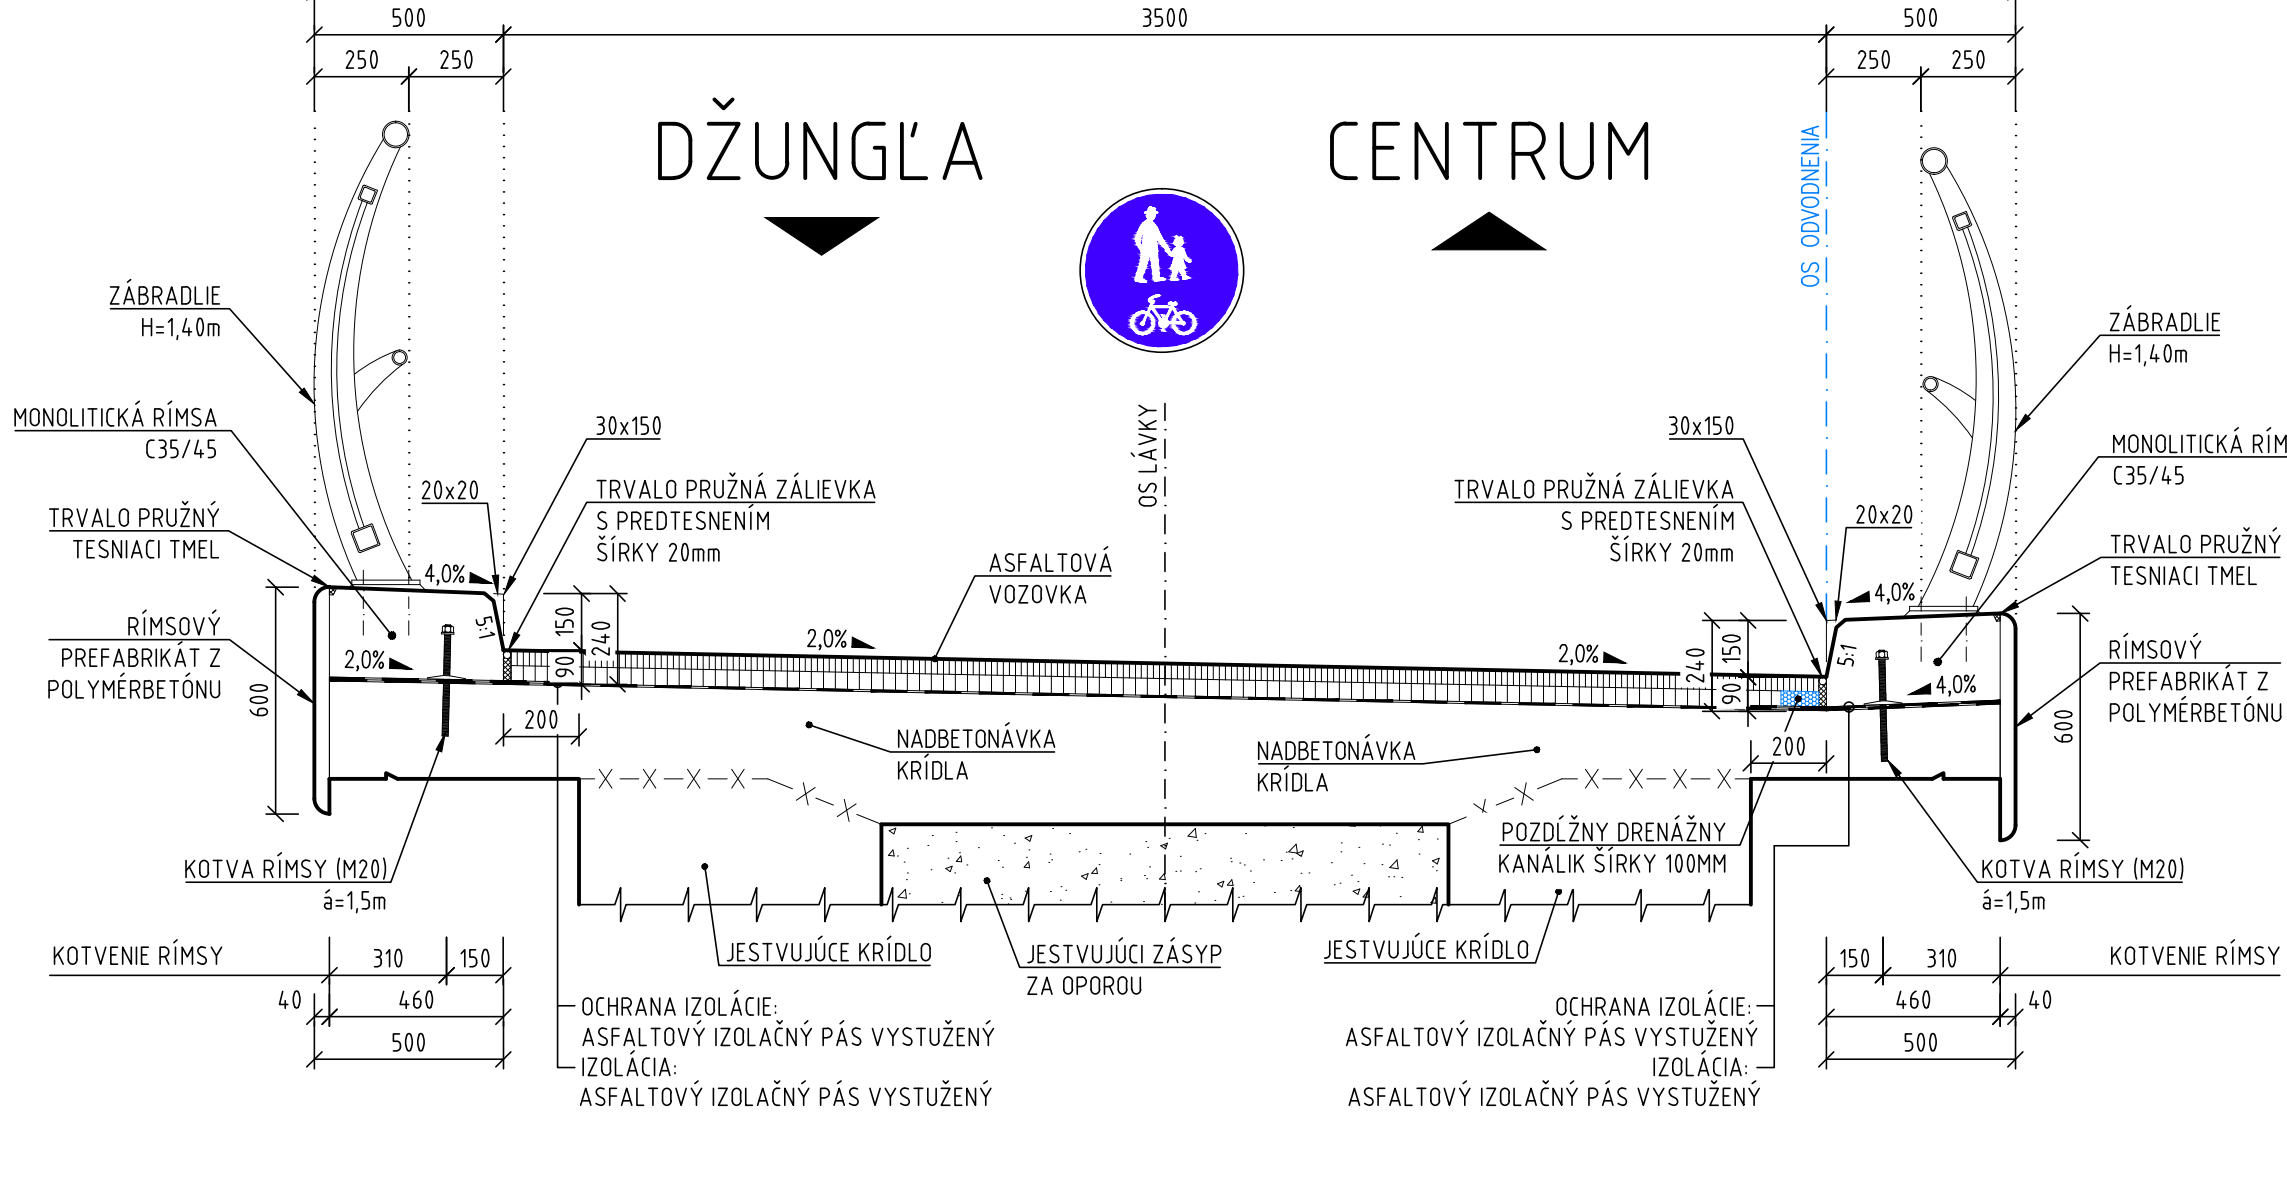 500
3500
500
250
250
250
250
DŽUNGĽA
CENTRUM
OS ODVODNENIA
ZÁBRADLIE
H=1,40m
ZÁBRADLIE
H=1,40m
MONOLITICKÁ RÍMSA
C35/45
30x150
OS LÁVKY
30x150
MONOLITICKÁ RÍM
C35/45
20x20
TRVALO PRUŽNÁ ZÁLIEVKA
S PREDTESNENÍM
ŠÍRKY 20mm
TRVALO PRUŽNÁ ZÁLIEVKA
S PREDTESNENÍM
ŠÍRKY 20mm
20x20
TRVALO PRUŽNÝ
TESNIACI TMEL
TRVALO PRUŽNÝ
TESNIACI TMEL
4,0%
ASFALTOVÁ
VOZOVKA
4,0%
RÍMSOVÝ
PREFABRIKÁT Z
POLYMÉRBETÓNU
5:1
150
240
90
2,0%
2,0%
2,0%
240
150
90
5:1
4,0%
RÍMSOVÝ
PREFABRIKÁT Z
POLYMÉRBETÓNU
600
200
NADBETONÁVKA
KRÍDLA
NADBETONÁVKA
KRÍDLA
200
600
POZDĹŽNY DRENÁŽNY
KANÁLIK ŠÍRKY 100MM
KOTVA RÍMSY (M20)
á=1,5m
KOTVA RÍMSY (M20)
á=1,5m
JESTVUJÚCE KRÍDLO
JESTVUJÚCI ZÁSYP
ZA OPOROU
JESTVUJÚCE KRÍDLO
KOTVENIE RÍMSY
310
150
150
310
KOTVENIE RÍMSY
40
460
460
40
500
500
OCHRANA IZOLÁCIE:
ASFALTOVÝ IZOLAČNÝ PÁS VYSTUŽENÝ
IZOLÁCIA:
ASFALTOVÝ IZOLAČNÝ PÁS VYSTUŽENÝ
OCHRANA IZOLÁCIE:
ASFALTOVÝ IZOLAČNÝ PÁS VYSTUŽENÝ
IZOLÁCIA:
ASFALTOVÝ IZOLAČNÝ PÁS VYSTUŽENÝ